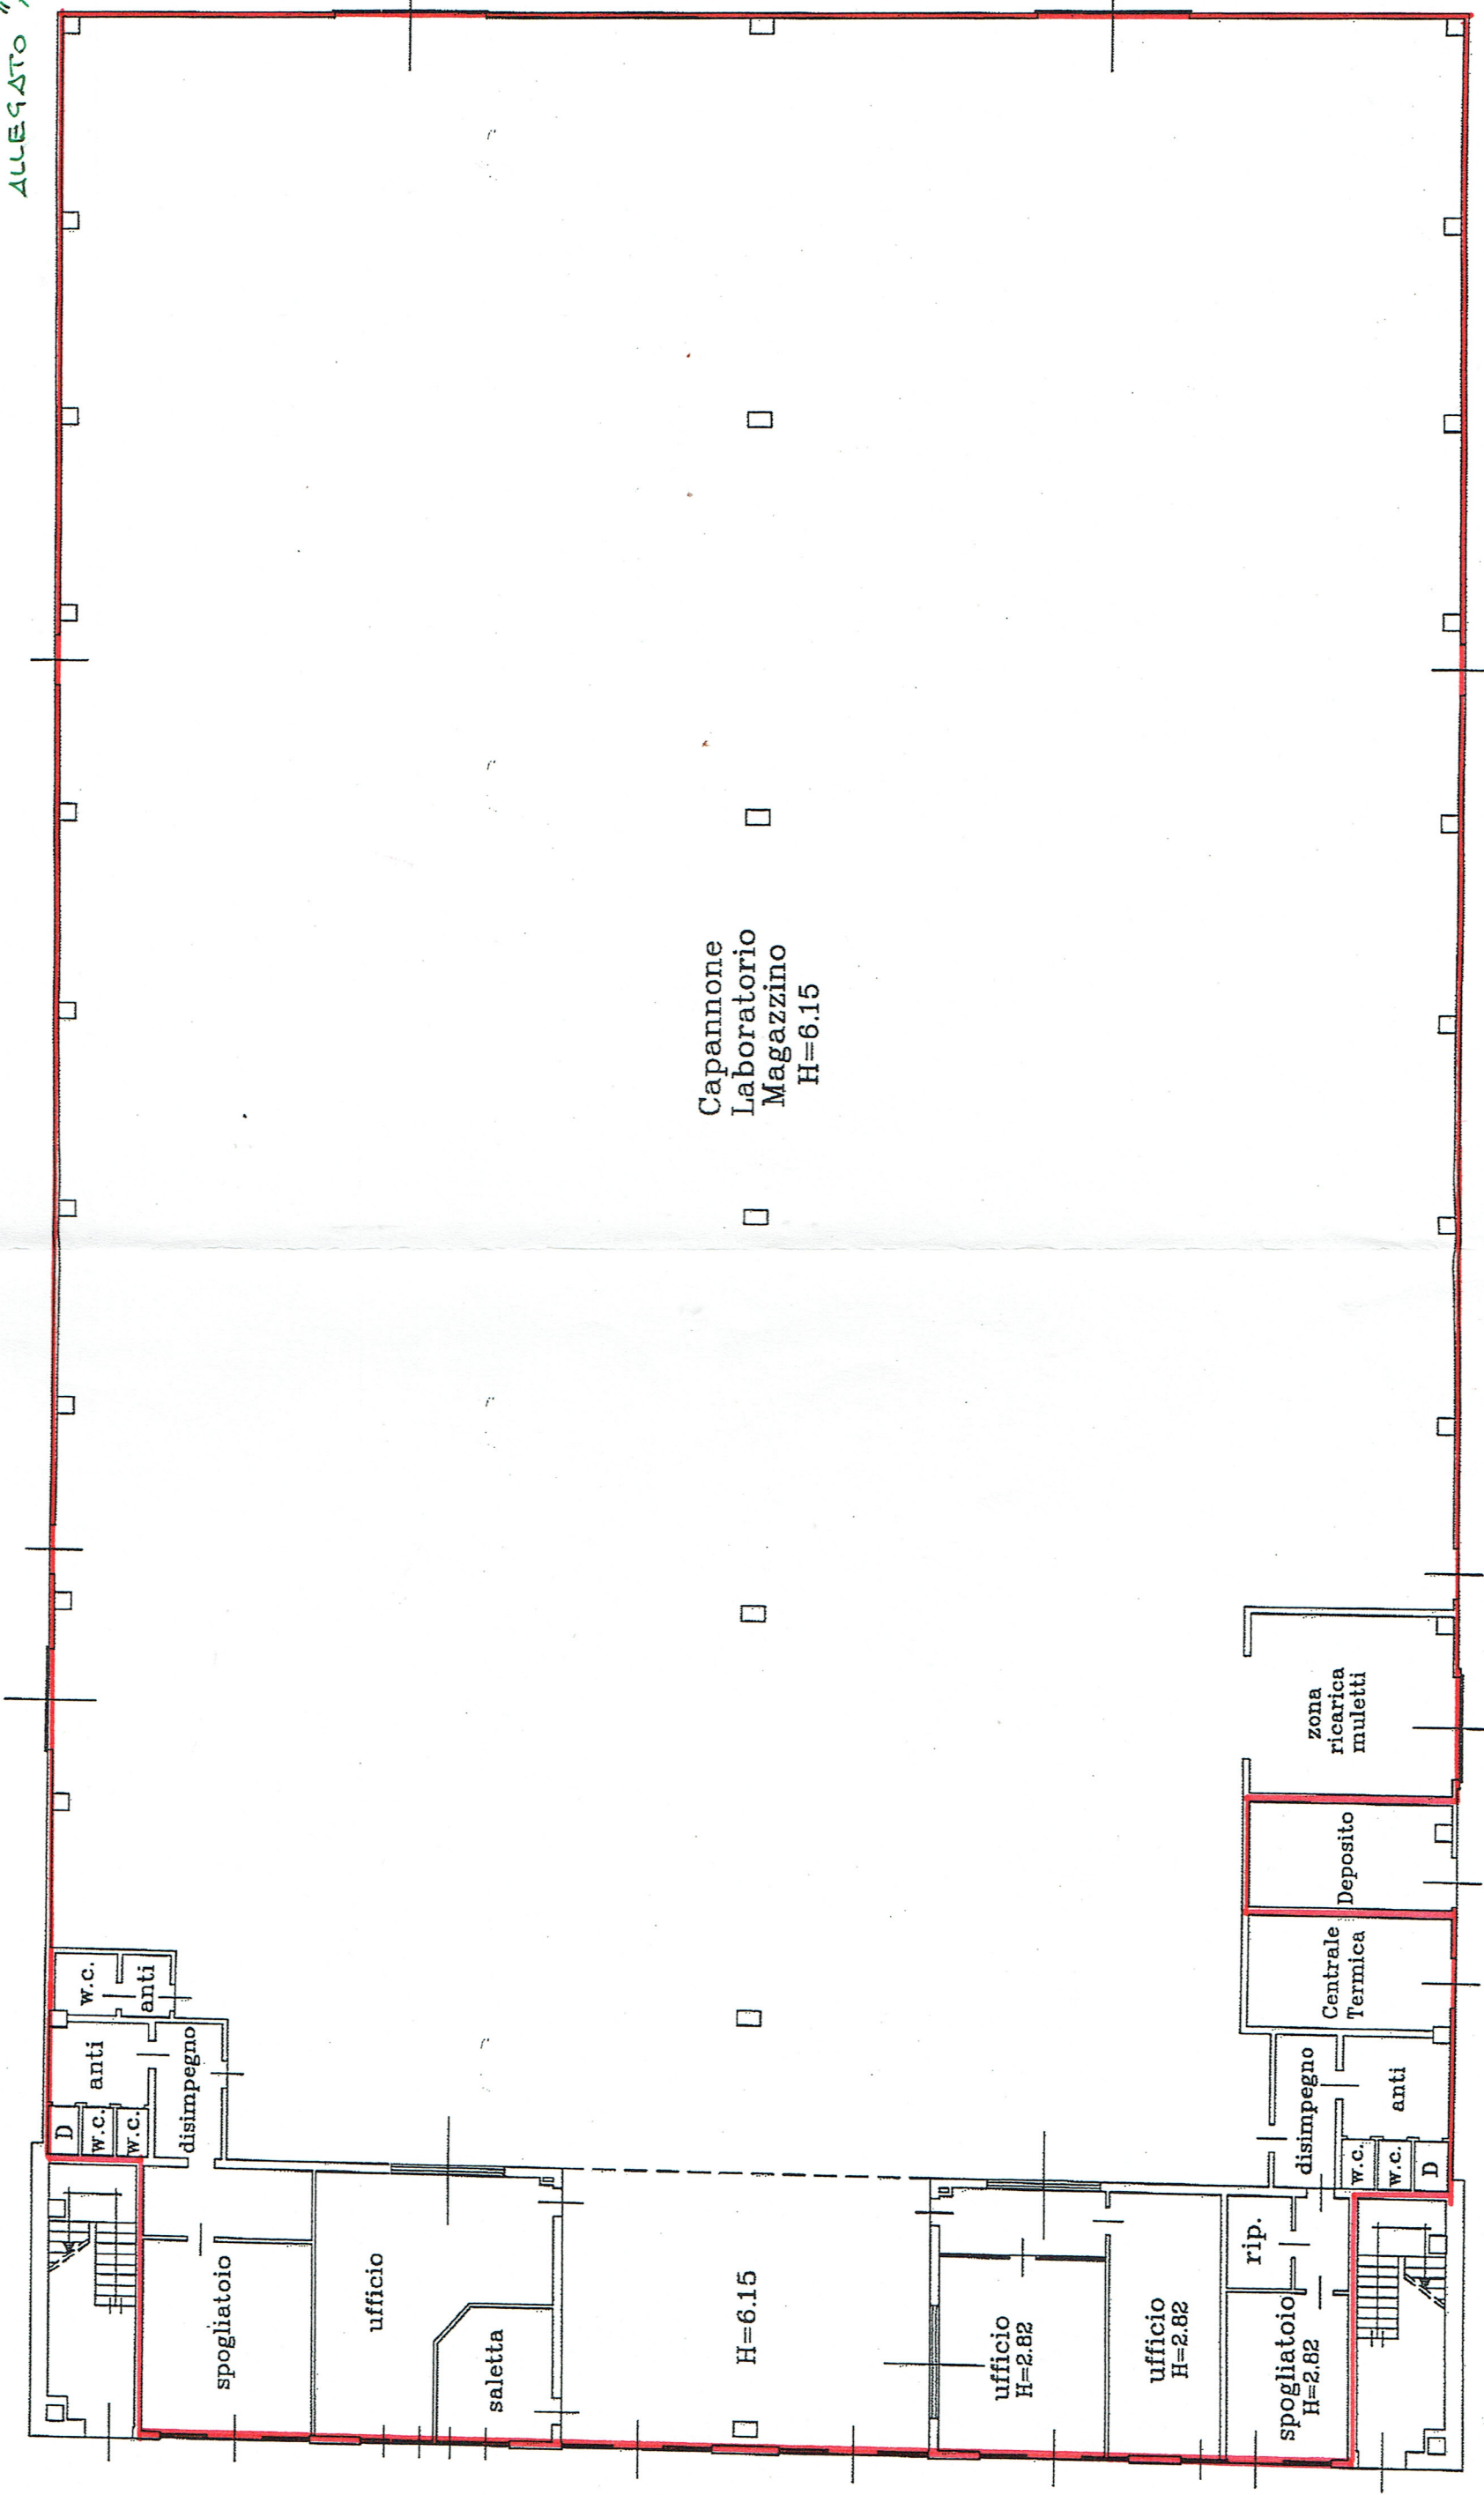 ALLEGATO "
Capannone
Laboratorio
Magazzino
H=6.15
zona
ricarica
muletti
Deposito
Centrale
Termica
w.c.
anti
anti
disimpegno
D
w.c.
w.c.
disimpegno
anti
w.c.
w.c.
D
spogliatoio
ufficio
saletta
H=6.15
ufficio
H=2.82
ufficio
H=2.82
rip.
spogliatoio
H=2.82